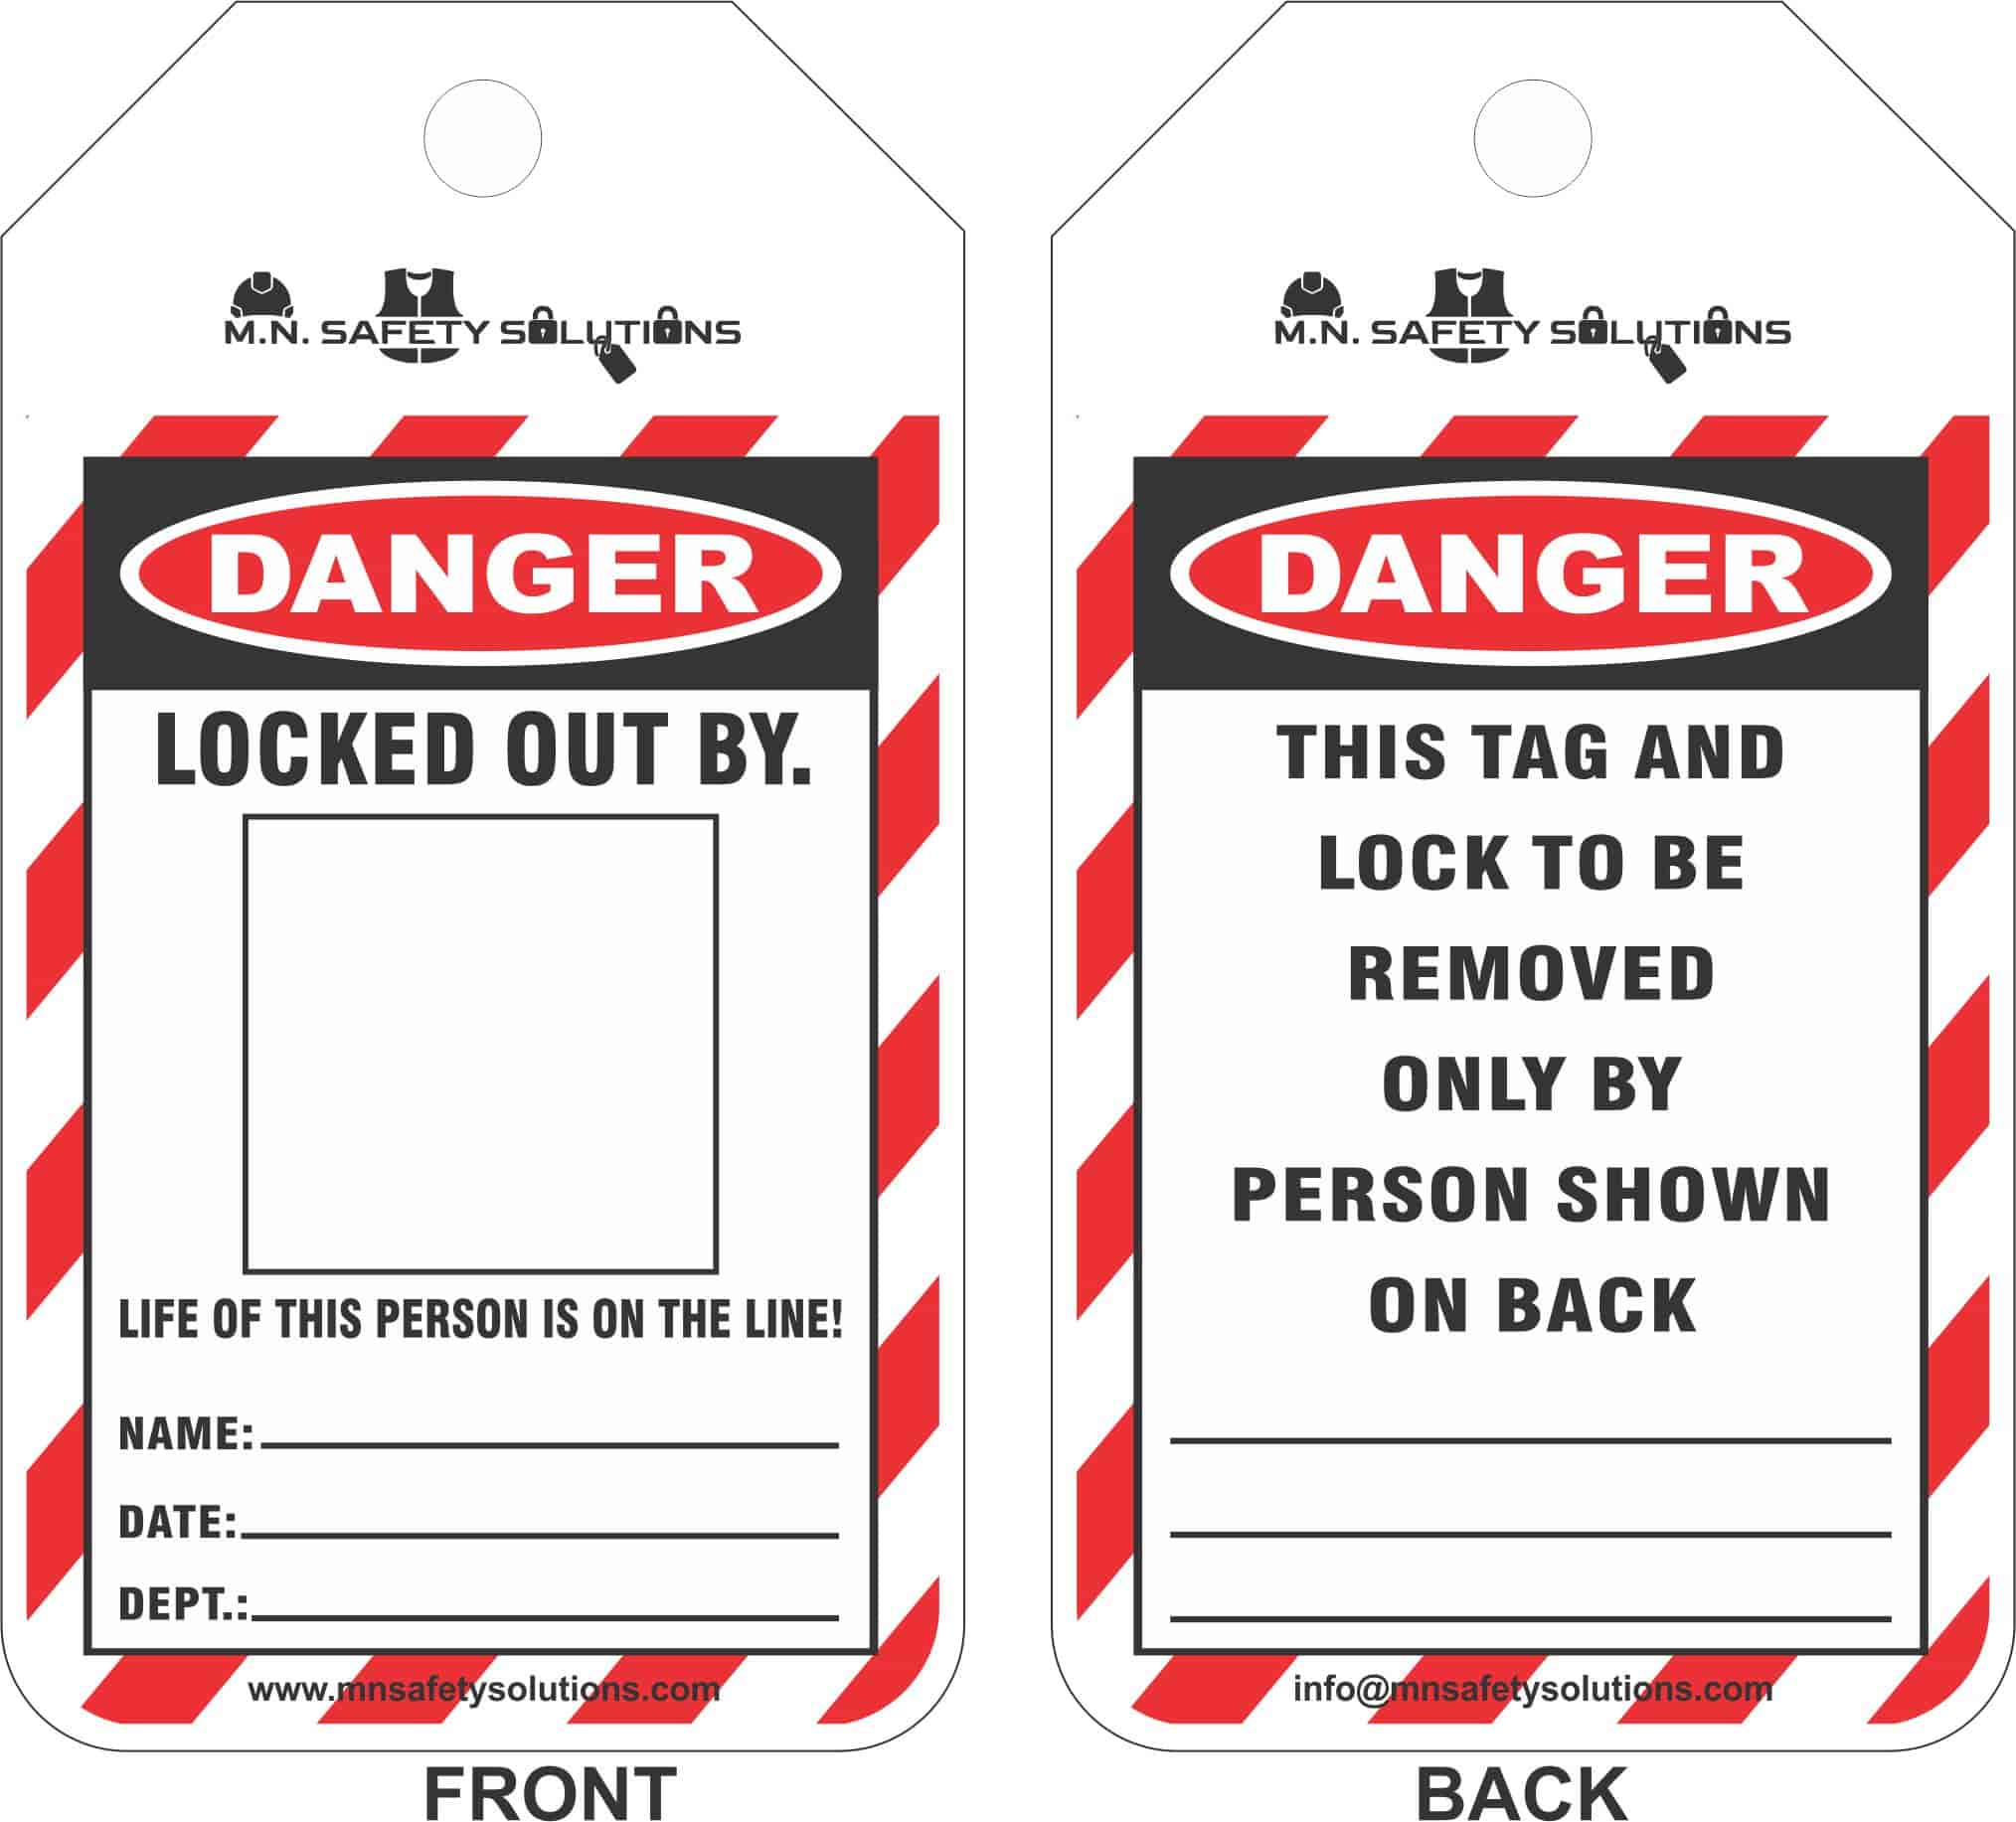 M.N. SAFETY SOLUTIONS
DANGER
LOCKED OUT BY.
LIFE OF THIS PERSON IS ON THE LINE!
NAME:
DATE:
DEPT.:
www.mnsafetysolutions.com
FRONT
M.N. SAFETY SOLUTIONS
DANGER
THIS TAG AND
LOCK TO BE
REMOVED
ONLY BY
PERSON SHOWN
ON BACK
info@mnsafetysolutions.com
BACK